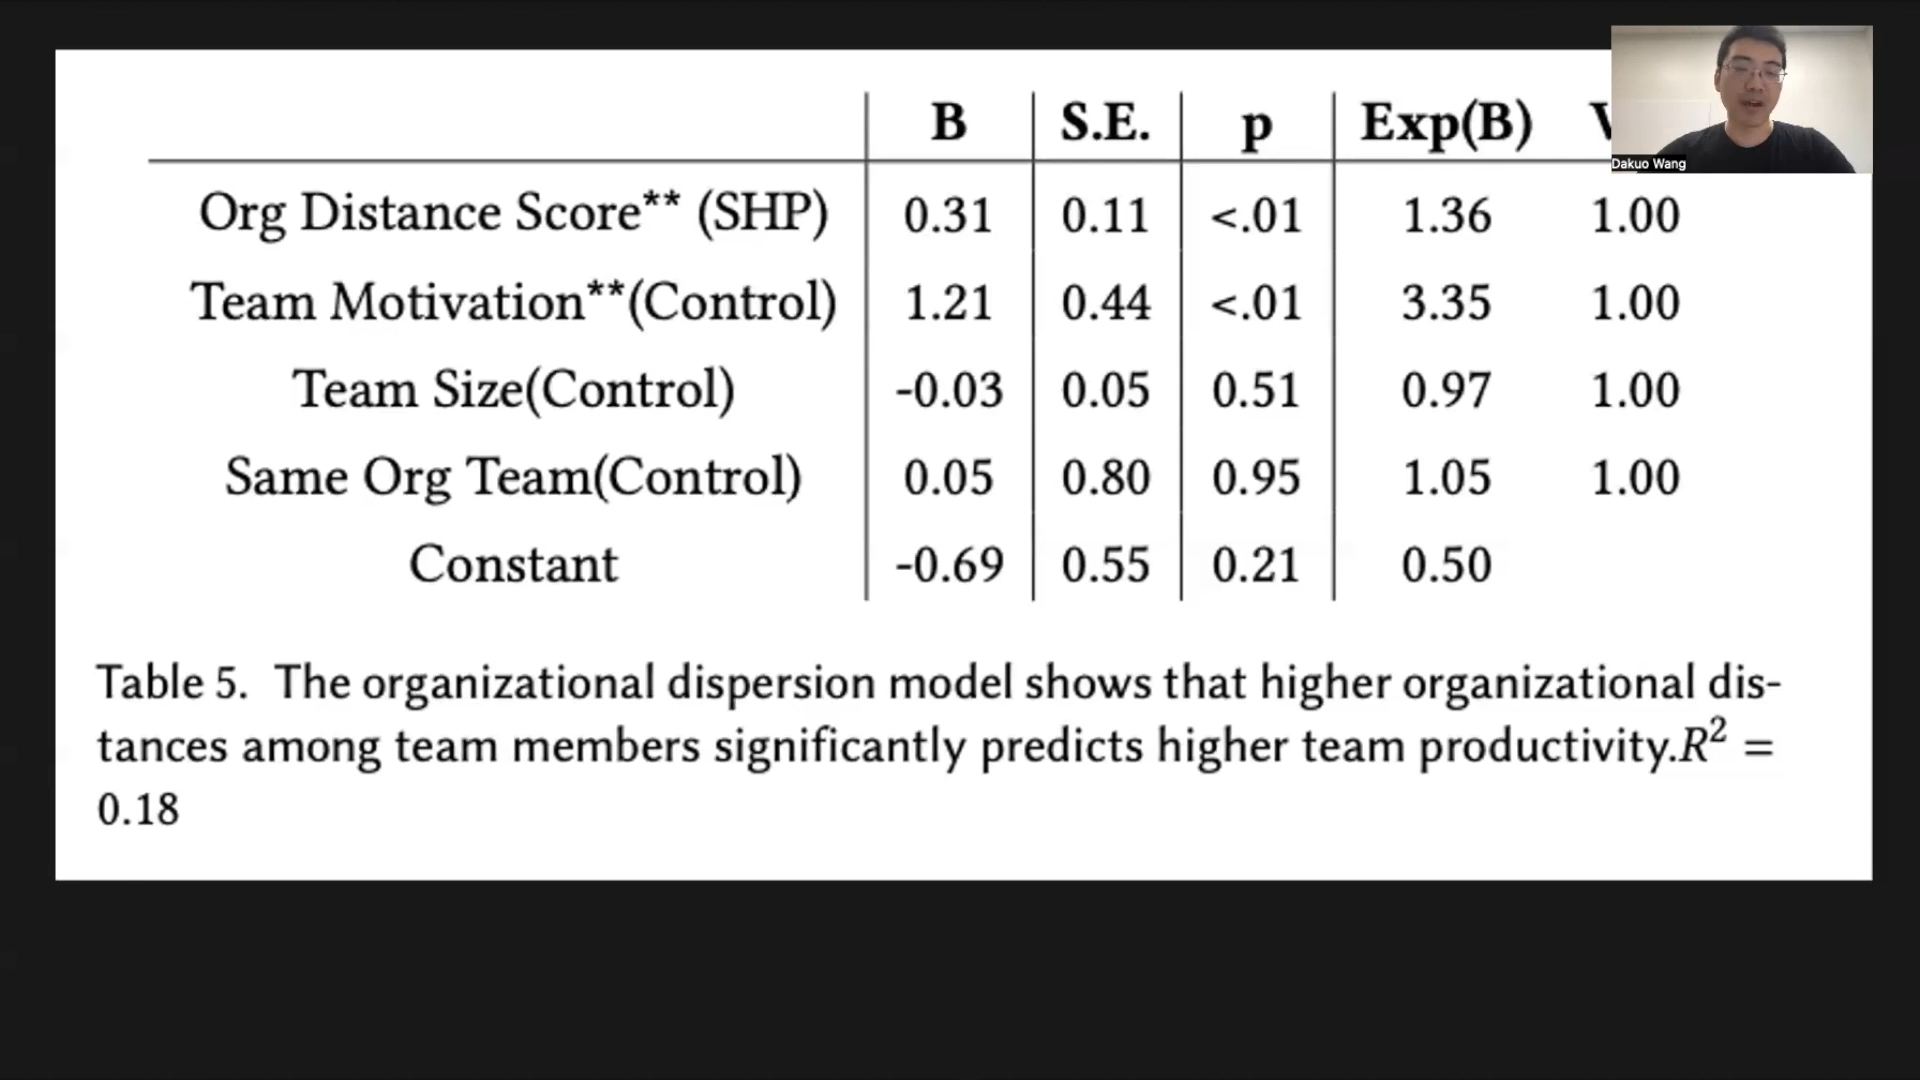 B S.E. p Exp(B)
Org Distance Score** (SHP) 0.31 0.11 <.01 1.36 1.00
Team Motivation**(Control) 1.21 0.44 <.01 3.35 1.00
Team Size(Control) -0.03 0.05 0.51 0.97 1.00
Same Org Team(Control) 0.05 0.80 0.95 1.05 1.00
Constant -0.69 0.55 0.21 0.50
Table 5. The organizational dispersion model shows that higher organizational dis-
tances among team members significantly predicts higher team productivity.R² =
0.18
Dakuo Wang